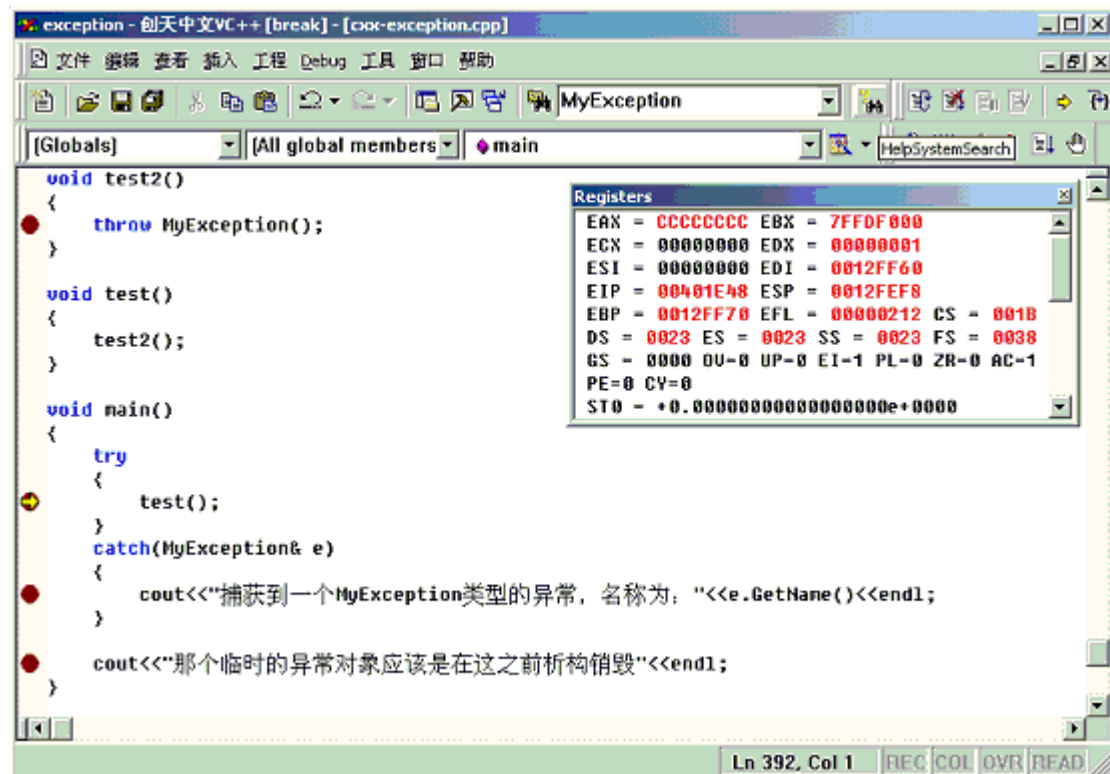 exception - 创天中文VC++ [break] - [cxx-exception.cpp]
文件 编辑 查看 插入 工程 Debug 工具 窗口 帮助
MyException
[Globals] [All global members main
HelpSystemSearch
void test2()
{
throw MyException();
}
void test()
{
test2();
}
void main()
{
try
{
test();
}
catch(MyException& e)
{
cout<<"捕获到一个MyException类型的异常，名称为："<<e.GetName()<<endl;
}
cout<<"那个临时的异常对象应该是在这之前析构销毁"<<endl;
}
Registers
EAX = CCCCCCCC EBX = 7FFDF000
ECX = 00000000 EDX = 00000001
ESI = 00000000 EDI = 0012FF60
EIP = 00401E48 ESP = 0012FEF8
EBP = 0012FF70 EFL = 00000212 CS = 001B
DS = 0023 ES = 0023 SS = 0023 FS = 0038
GS = 0000 OV=0 UP=0 EI=1 PL=0 ZR=0 AC=1
PE=0 CY=0
ST0 = +0.00000000000000000e+0000
Ln 392, Col 1 REC COL OVR READ